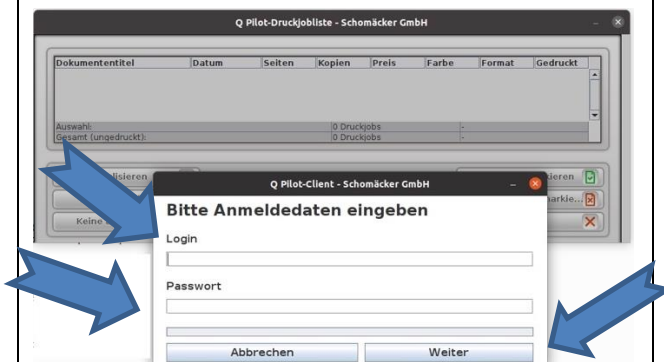 Q Pilot-Druckjobliste - Schomäcker GmbH
Dokumententitel Datum Seiten Kopien Preis Farbe Format Gedruckt
Auswahl: 0 Druckjobs -
Gesamt (ungedruckt): 0 Druckjobs -
Keine
Q Pilot-Client - Schomäcker GmbH
Bitte Anmeldedaten eingeben
Login
Passwort
Abbrechen Weiter